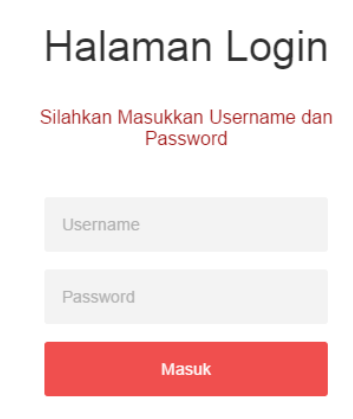 Halaman Login
Silahkan Masukkan Username dan
Password
Username
Password
Masuk